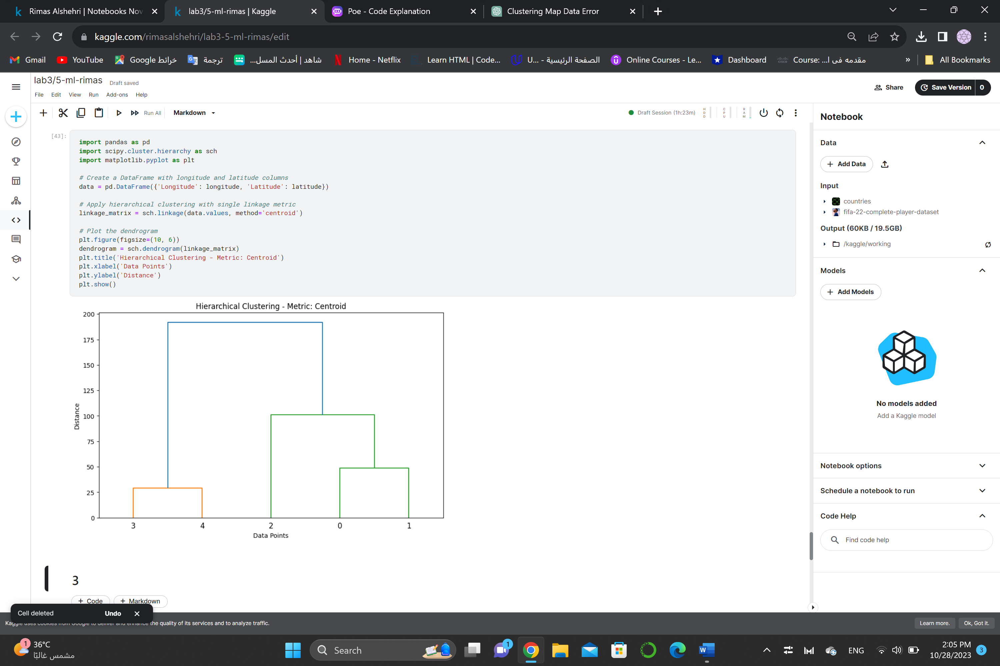 Rimas Alshehri | Notebooks Nov
lab3/5-ml-rimas | Kaggle
Poe - Code Explanation
Clustering Map Data Error
kaggle.com/rimasalshehri/lab3-5-ml-rimas/edit
Gmail
YouTube
خرائط Google
ترجمة
شاهد | أحدث المسل...
Home - Netflix
Learn HTML | Code...
الصفحة الرئيسية - U...
Online Courses - Le...
Dashboard
Course: مقدمه في ا...
»
All Bookmarks
lab3/5-ml-rimas
Draft saved
Share
Save Version
0
File
Edit
View
Run
Add-ons
Help
Run All
Markdown
Draft Session (1h:23m)
HDD
CPU
RAM
[43]:
import pandas as pd
import scipy.cluster.hierarchy as sch
import matplotlib.pyplot as plt
# Create a DataFrame with longitude and latitude columns
data = pd.DataFrame({'Longitude': longitude, 'Latitude': latitude})
# Apply hierarchical clustering with single linkage metric
linkage_matrix = sch.linkage(data.values, method='centroid')
# Plot the dendrogram
plt.figure(figsize=(10, 6))
dendrogram = sch.dendrogram(linkage_matrix)
plt.title('Hierarchical Clustering - Metric: Centroid')
plt.xlabel('Data Points')
plt.ylabel('Distance')
plt.show()
Hierarchical Clustering - Metric: Centroid
200
175
150
125
100
75
50
25
0
Distance
3 4 2 0 1
Data Points
3
+ Code
+ Markdown
Notebook
Data
+ Add Data
Input
countries
fifa-22-complete-player-dataset
Output (60KB / 19.5GB)
/kaggle/working
Models
+ Add Models
No models added
Add a Kaggle model
Notebook options
Schedule a notebook to run
Code Help
Find code help
Cell deleted
Undo
Kaggle uses cookies from Google to deliver and enhance the quality of its services and to analyze traffic.
Learn more.
Ok, Got it.
1
36°C
مشمس غالبًا
Search
1
ENG
2:05 PM
10/28/2023
3